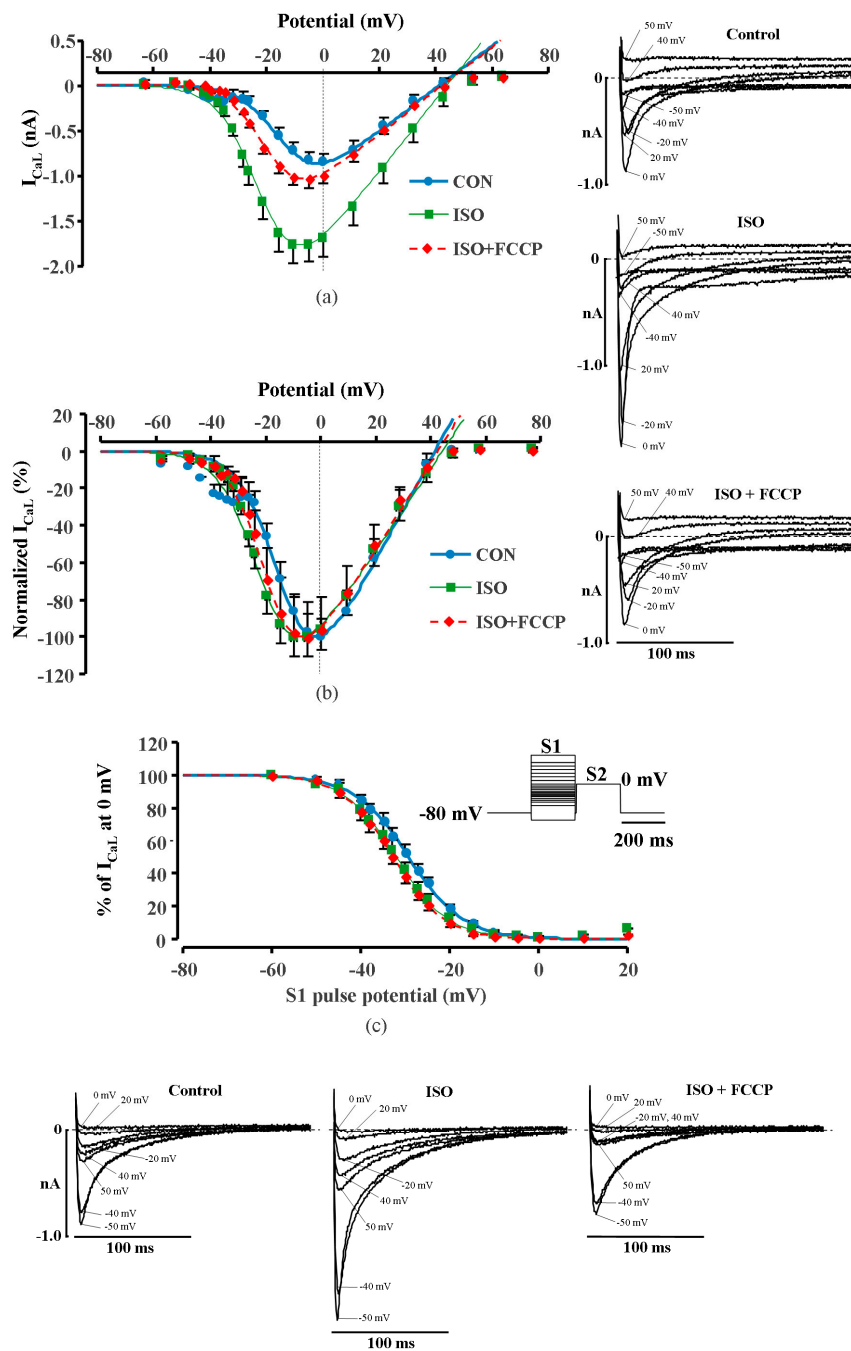 Potential (mV)
-80 -60 -40 -20 0 20 40 60 80
0.5
0
-0.5
-1.0
-1.5
-2.0
I_CaL (nA)
CON
ISO
ISO+FCCP
(a)
Control
50 mV
40 mV
0
-50 mV
-40 mV
-20 mV
20 mV
0 mV
nA
-1.0
ISO
50 mV
-50 mV
0
40 mV
-40 mV
nA
20 mV
-1.0
-20 mV
0 mV
Potential (mV)
-80 -60 -40 -20 0 20 40 60 80
20
0
-20
-40
-60
-80
-100
-120
Normalized I_CaL (%)
CON
ISO
ISO+FCCP
(b)
ISO + FCCP
50 mV
40 mV
0
-50 mV
-40 mV
20 mV
-20 mV
0 mV
nA
-1.0
100 ms
120
100
80
60
40
20
0
% of I_CaL at 0 mV
-80 -60 -40 -20 0 20
S1 pulse potential (mV)
S1
S2
0 mV
-80 mV
200 ms
(c)
Control
0 mV
20 mV
0
-20 mV
40 mV
50 mV
nA
-40 mV
-50 mV
-1.0
100 ms
ISO
0 mV
20 mV
-20 mV
40 mV
50 mV
-40 mV
-50 mV
100 ms
ISO + FCCP
0 mV
20 mV
-20 mV, 40 mV
0
50 mV
-40 mV
-50 mV
nA
-1.0
100 ms